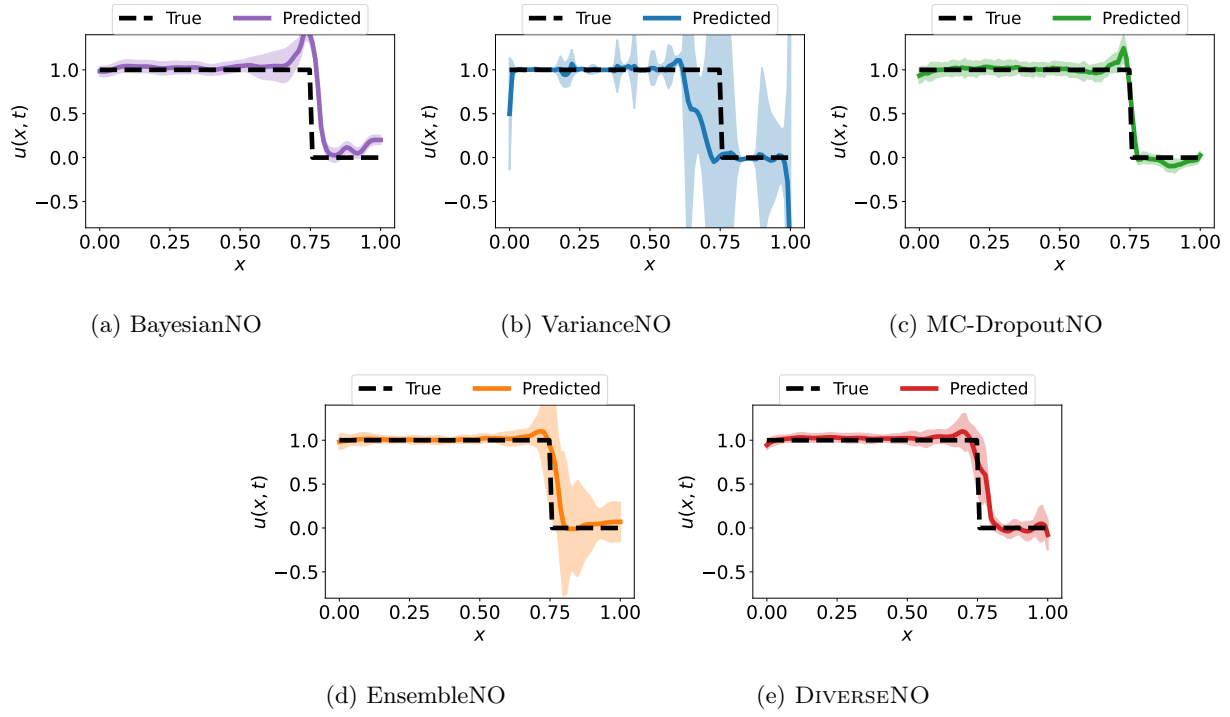 True Predicted
1.0
0.5
0.0
−0.5
u(x, t)
0.00 0.25 0.50 0.75 1.00
x
(a) BayesianNO
True Predicted
1.0
0.5
0.0
−0.5
u(x, t)
0.00 0.25 0.50 0.75 1.00
x
(b) VarianceNO
True Predicted
1.0
0.5
0.0
−0.5
u(x, t)
0.00 0.25 0.50 0.75 1.00
x
(c) MC-DropoutNO
True Predicted
1.0
0.5
0.0
−0.5
u(x, t)
0.00 0.25 0.50 0.75 1.00
x
(d) EnsembleNO
True Predicted
1.0
0.5
0.0
−0.5
u(x, t)
0.00 0.25 0.50 0.75 1.00
x
(e) DIVERSENO